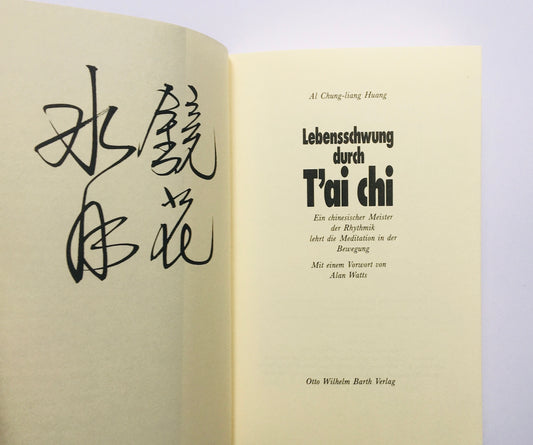 鏡花
水月
Al Chung-liang Huang
Lebensschwung
durch
T'ai chi
Ein chinesischer Meister
der Rhythmik
lehrt die Meditation in der
Bewegung
Mit einem Vorwort von
Alan Watts
Otto Wilhelm Barth Verlag